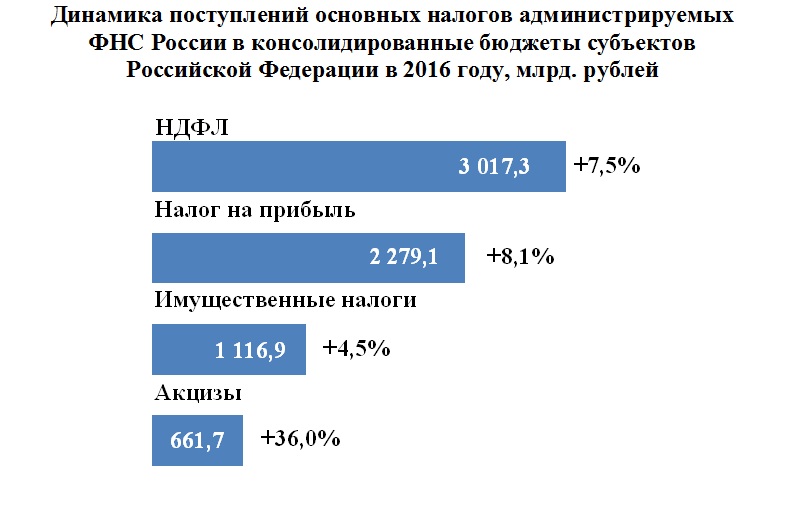 Динамика поступлений основных налогов администрируемых
ФНС России в консолидированные бюджеты субъектов
Российской Федерации в 2016 году, млрд. рублей
НДФЛ
3 017,3 +7,5%
Налог на прибыль
2 279,1 +8,1%
Имущественные налоги
1 116,9 +4,5%
Акцизы
661,7 +36,0%